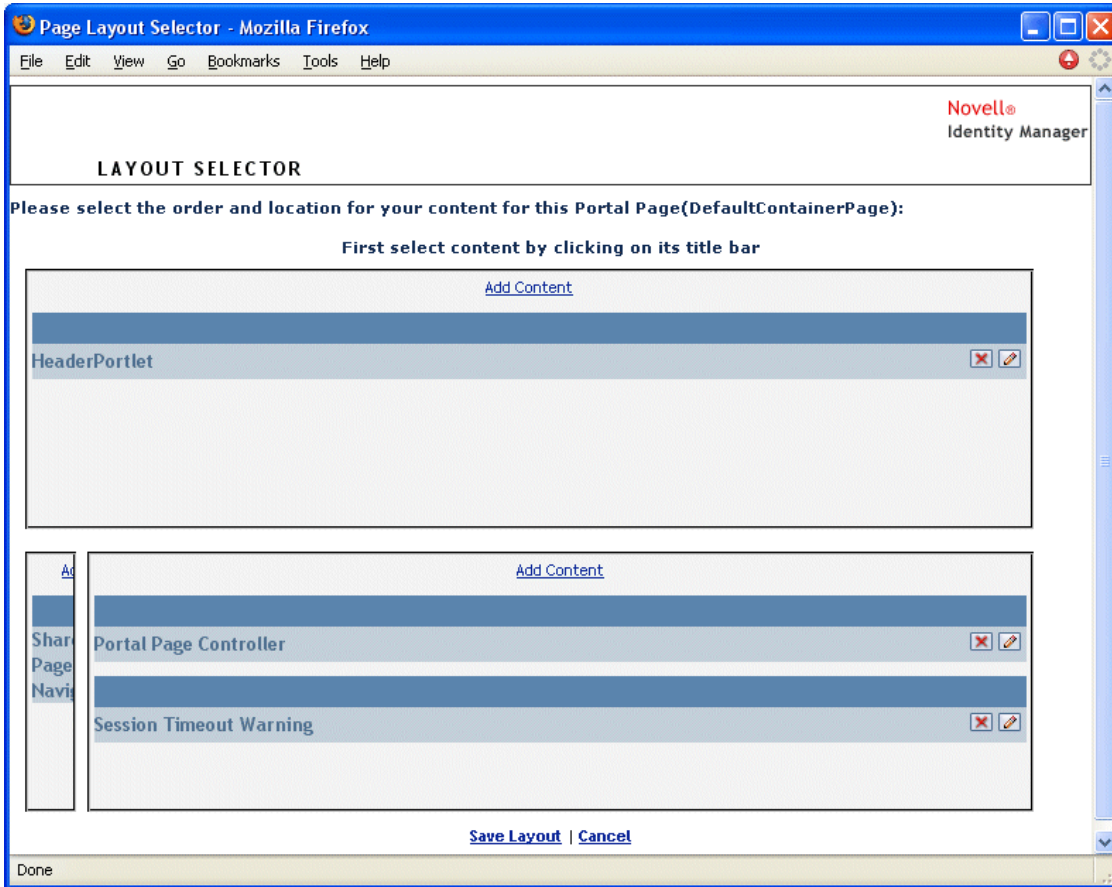 Page Layout Selector - Mozilla Firefox
File Edit View Go Bookmarks Tools Help
Novell®
Identity Manager
LAYOUT SELECTOR
Please select the order and location for your content for this Portal Page(DefaultContainerPage):
First select content by clicking on its title bar
Add Content
HeaderPortlet
Add Content
Portal Page Controller
Page
Session Timeout Warning
Save Layout | Cancel
Done